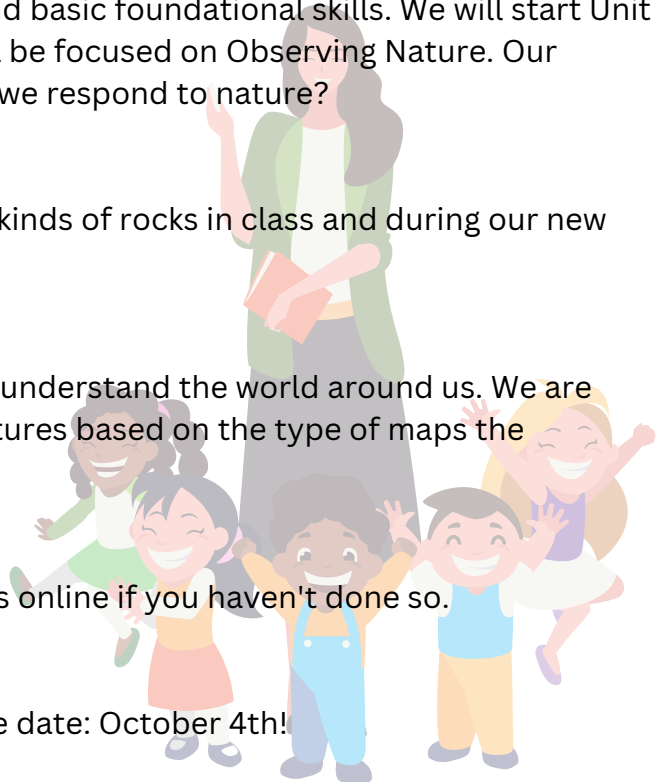 d basic foundational skills. We will start Unit
be focused on Observing Nature. Our
we respond to nature?
kinds of rocks in class and during our new
understand the world around us. We are
tures based on the type of maps the
s online if you haven't done so.
e date: October 4th!